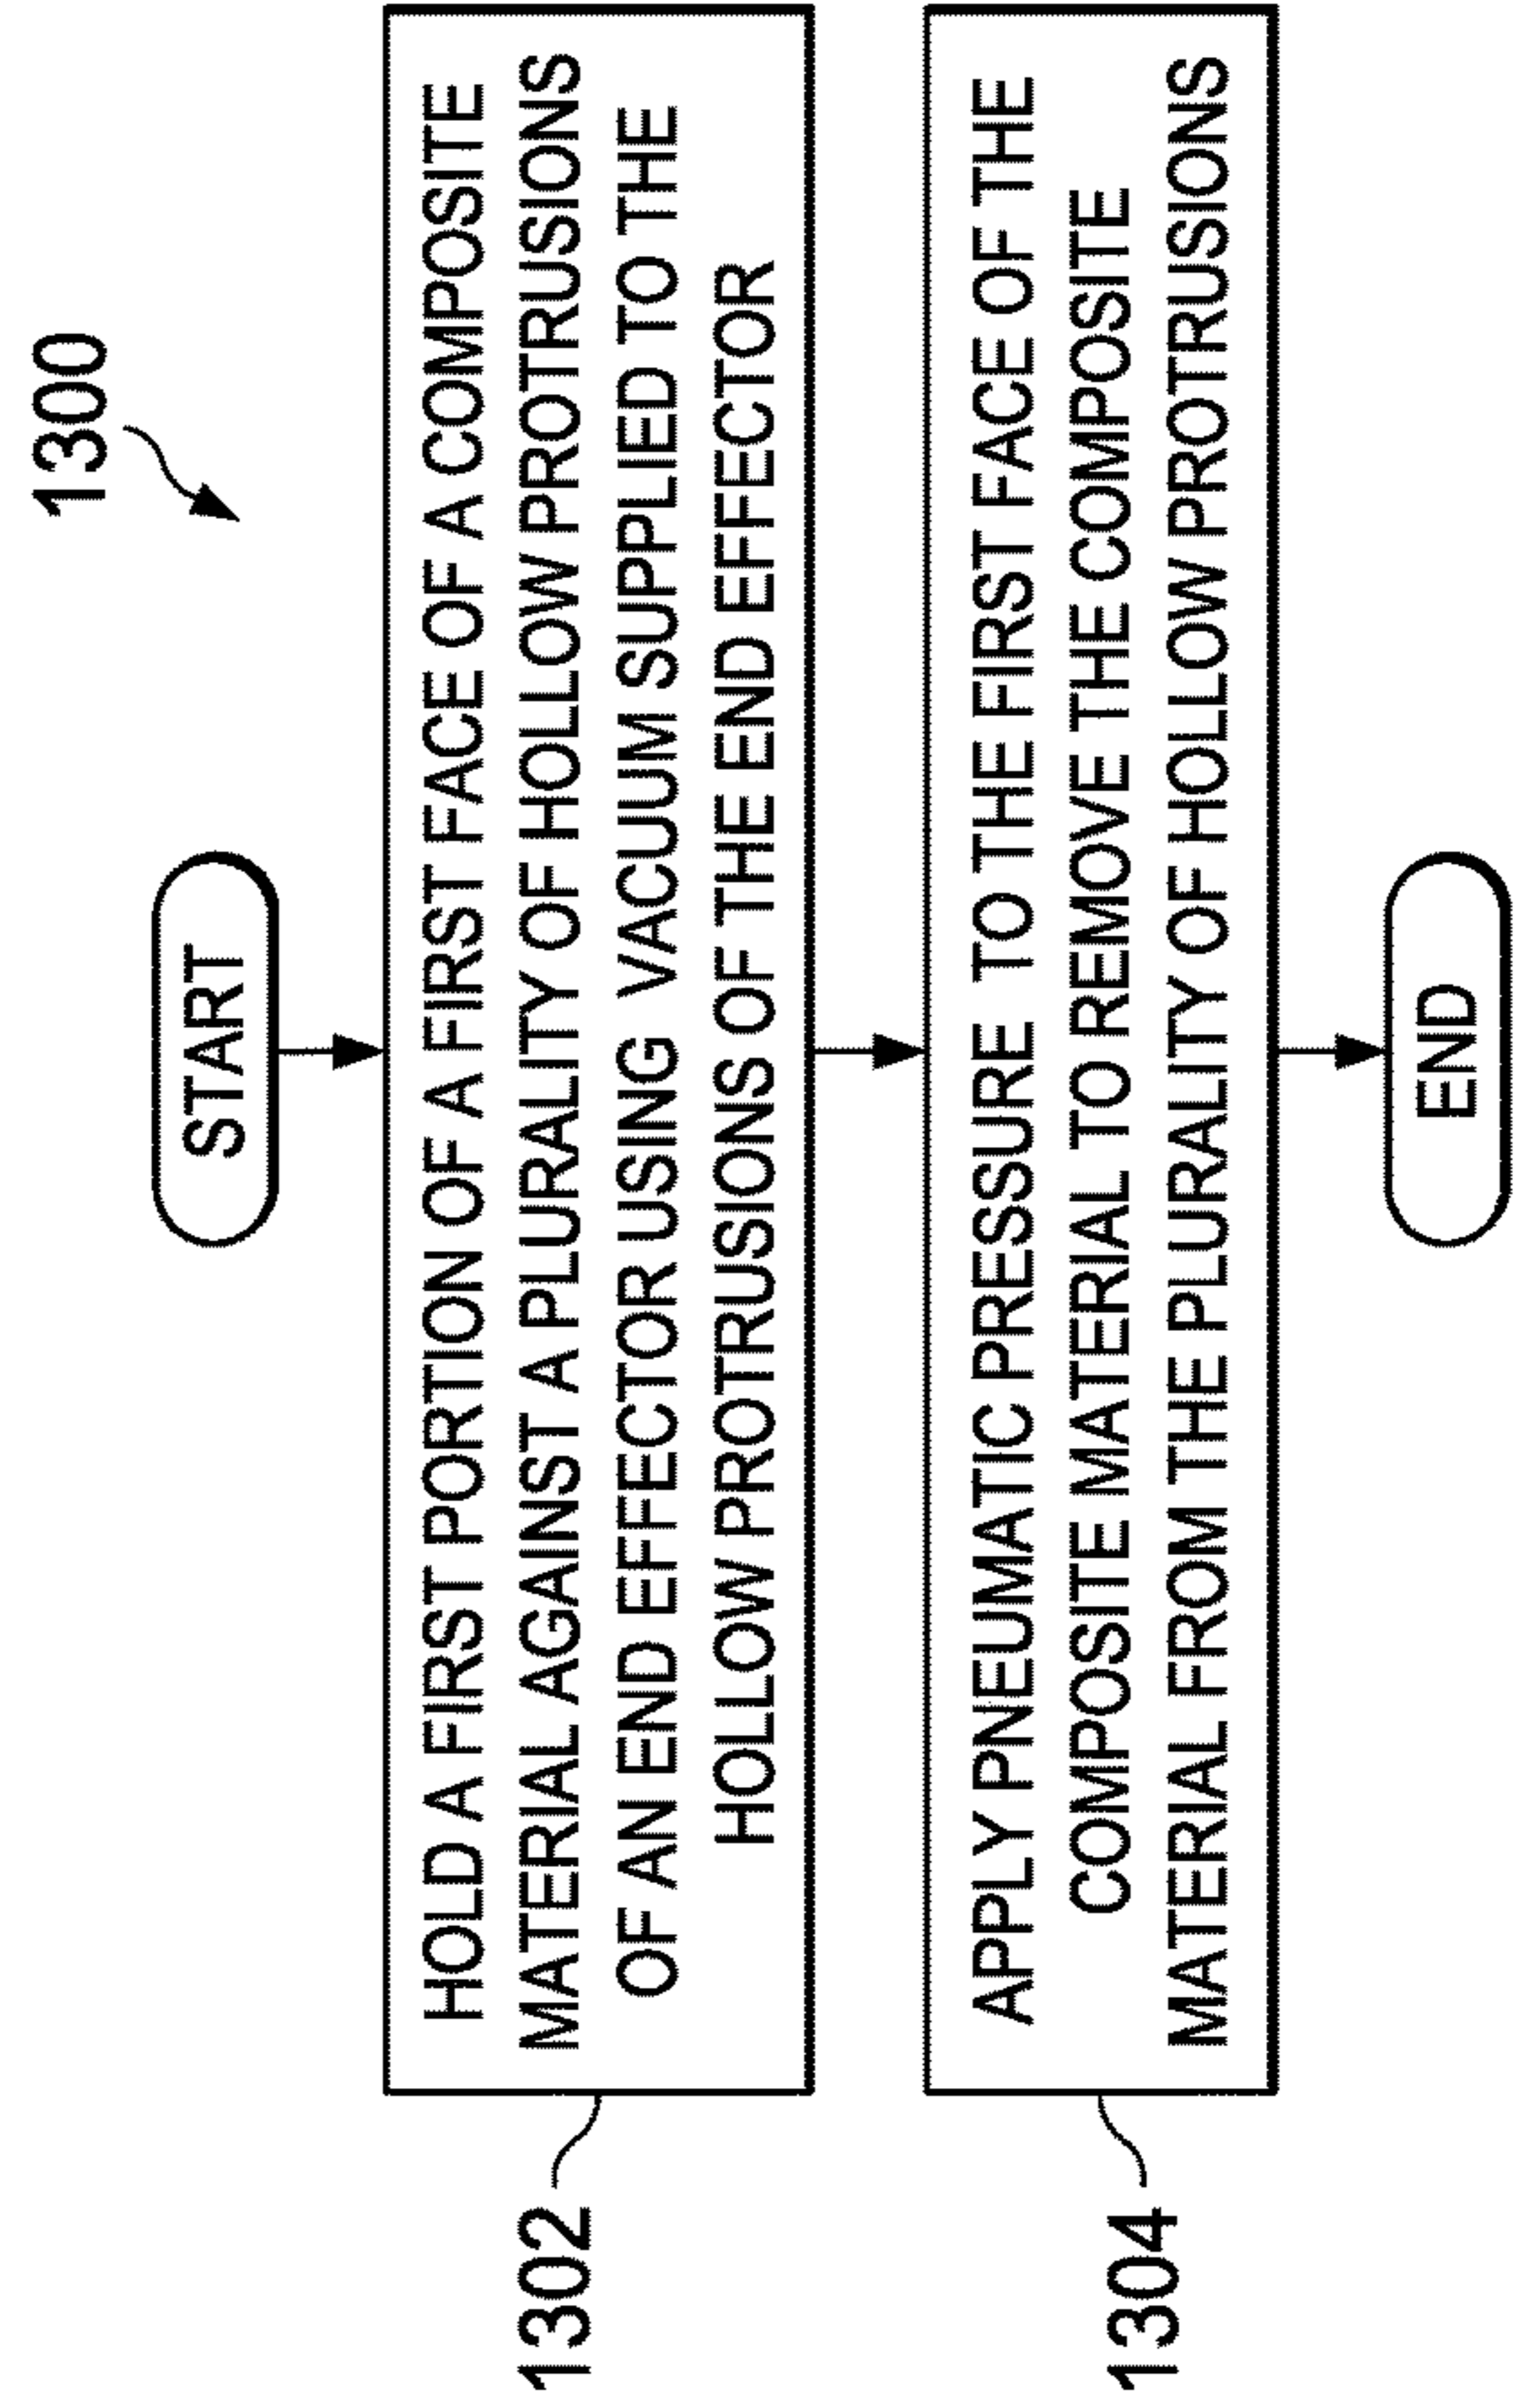 1300
START
HOLD A FIRST PORTION OF A FIRST FACE OF A COMPOSITE
MATERIAL AGAINST A PLURALITY OF HOLLOW PROTRUSIONS
OF AN END EFFECTOR USING VACUUM SUPPLIED TO THE
HOLLOW PROTRUSIONS OF THE END EFFECTOR
1302
APPLY PNEUMATIC PRESSURE TO THE FIRST FACE OF THE
COMPOSITE MATERIAL TO REMOVE THE COMPOSITE
MATERIAL FROM THE PLURALITY OF HOLLOW PROTRUSIONS
1304
END